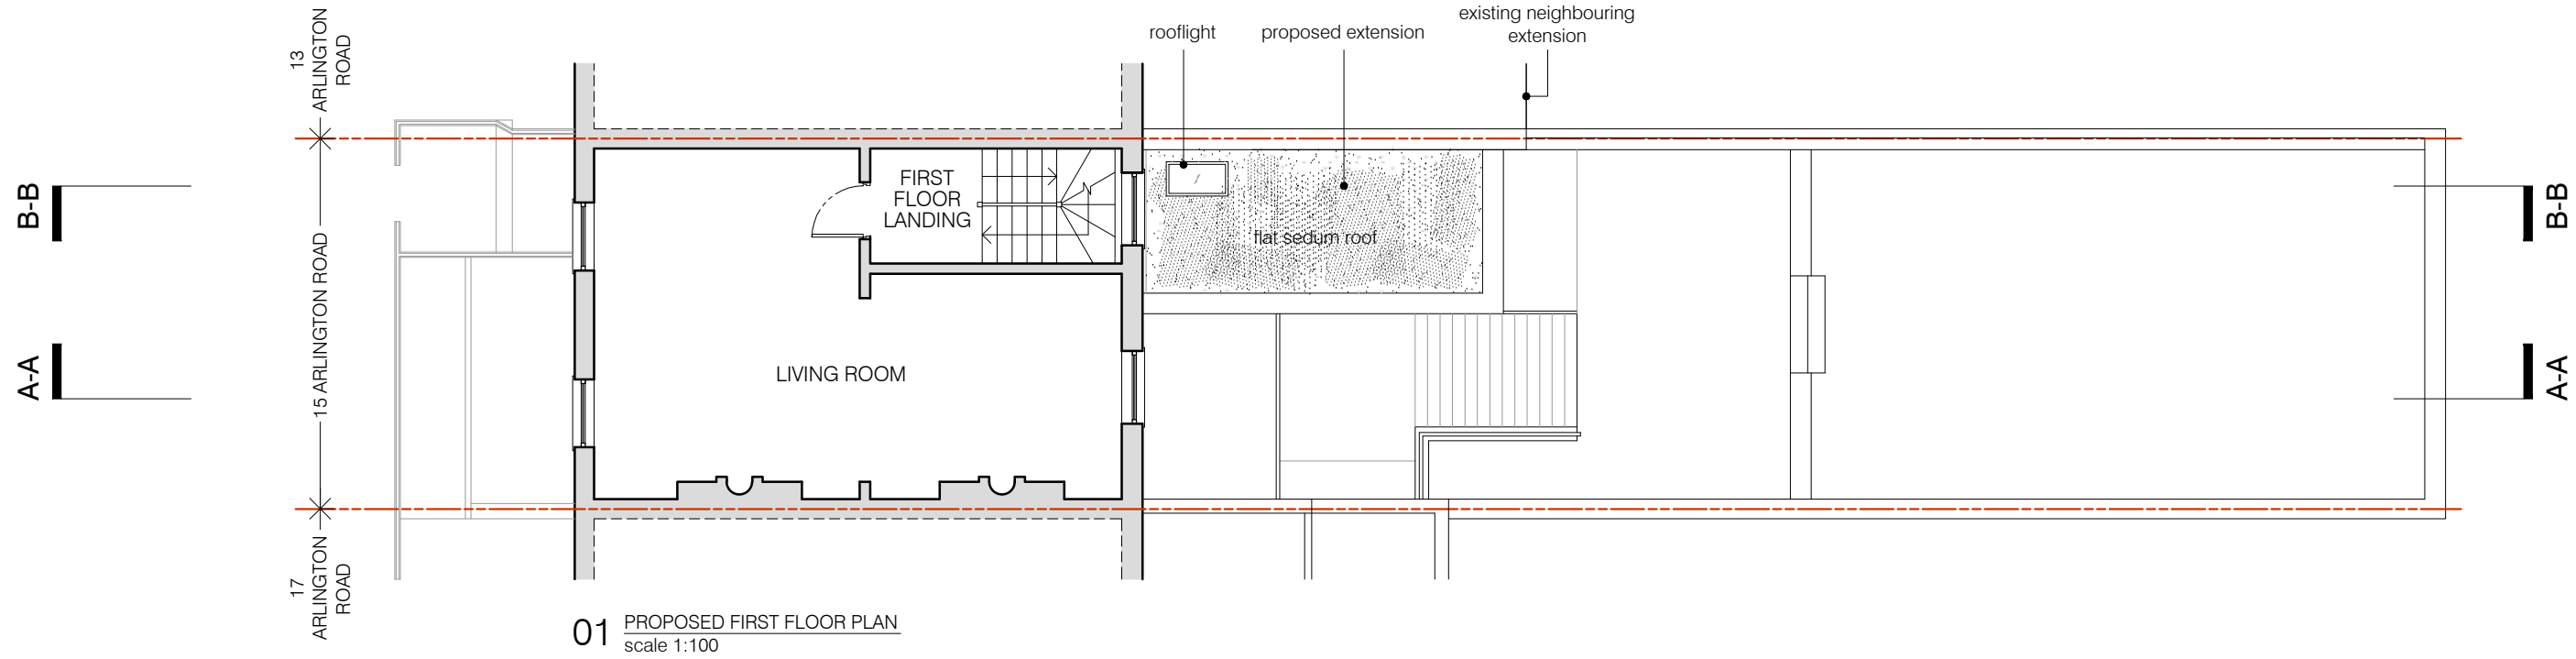 existing neighbouring
extension
rooflight
proposed extension
13
ARLINGTON
ROAD
B-B
B-B
FIRST
FLOOR
LANDING
flat sedum roof
15 ARLINGTON ROAD
A-A
A-A
LIVING ROOM
17
ARLINGTON
ROAD
01
PROPOSED FIRST FLOOR PLAN
scale 1:100